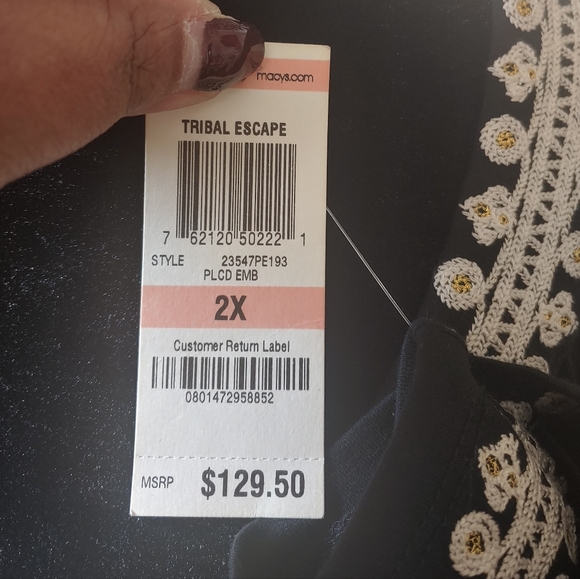 macys.com
TRIBAL ESCAPE
7 62120 50222 1
STYLE 23547PE193
PLCD EMB
2X
Customer Return Label
0801472958852
MSRP $129.50